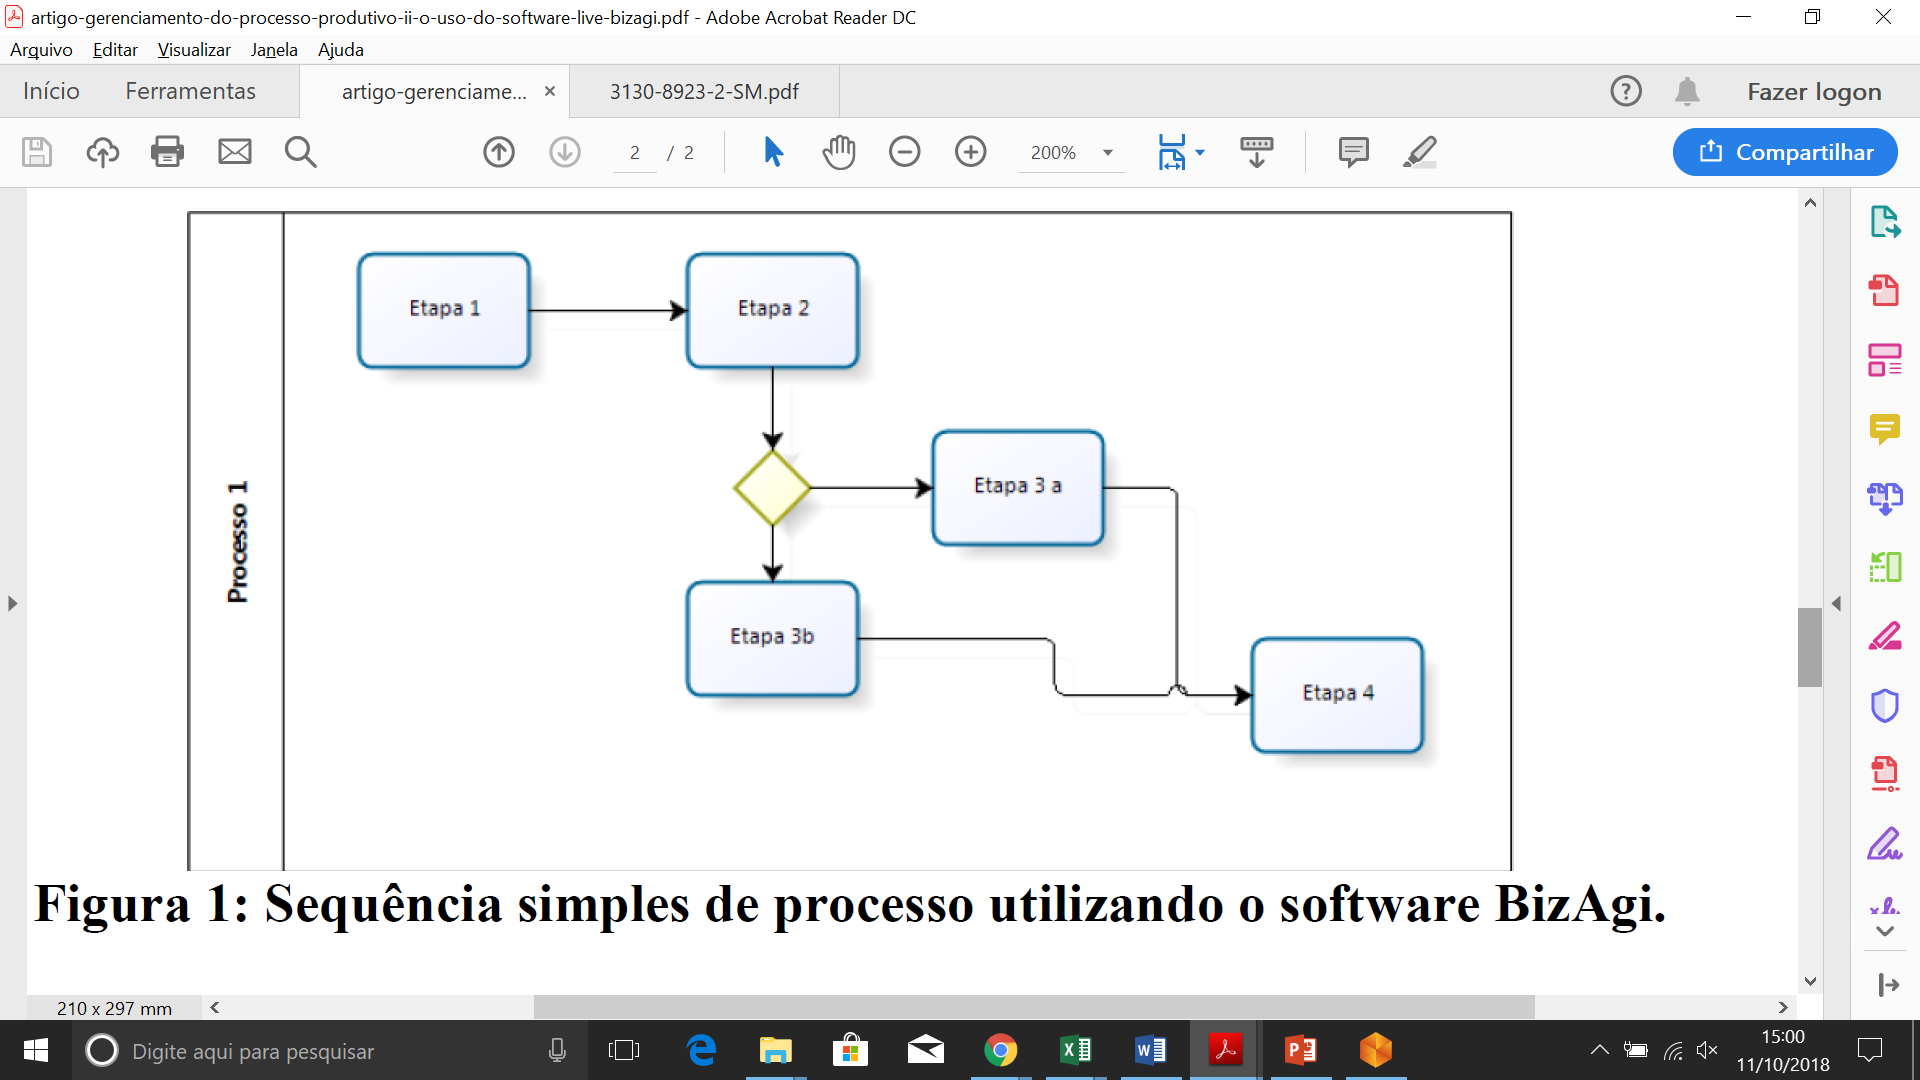 artigo-gerenciamento-do-processo-produtivo-ii-o-uso-do-software-live-bizagi.pdf - Adobe Acrobat Reader DC
Arquivo Editar Visualizar Janela Ajuda
Início Ferramentas artigo-gerenciame... × 3130-8923-2-SM.pdf Fazer logon
2 / 2 200% Compartilhar
Etapa 1 Etapa 2
Etapa 3 a
Processo 1
Etapa 3b
Etapa 4
Figura 1: Sequência simples de processo utilizando o software BizAgi.
210 x 297 mm
Digite aqui para pesquisar
15:00
11/10/2018